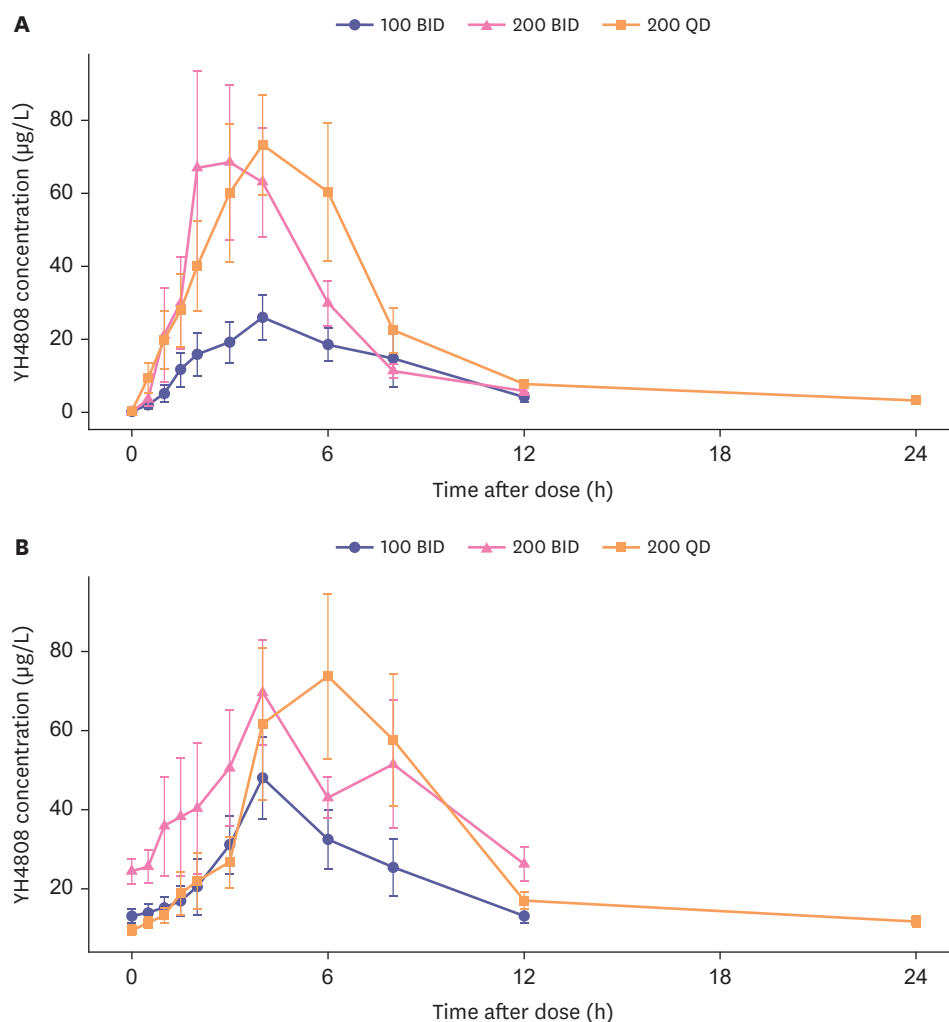 A
100 BID 200 BID 200 QD
YH4808 concentration (µg/L)
80
60
40
20
0
0 6 12 18 24
Time after dose (h)
B
100 BID 200 BID 200 QD
YH4808 concentration (µg/L)
80
60
40
20
0 6 12 18 24
Time after dose (h)